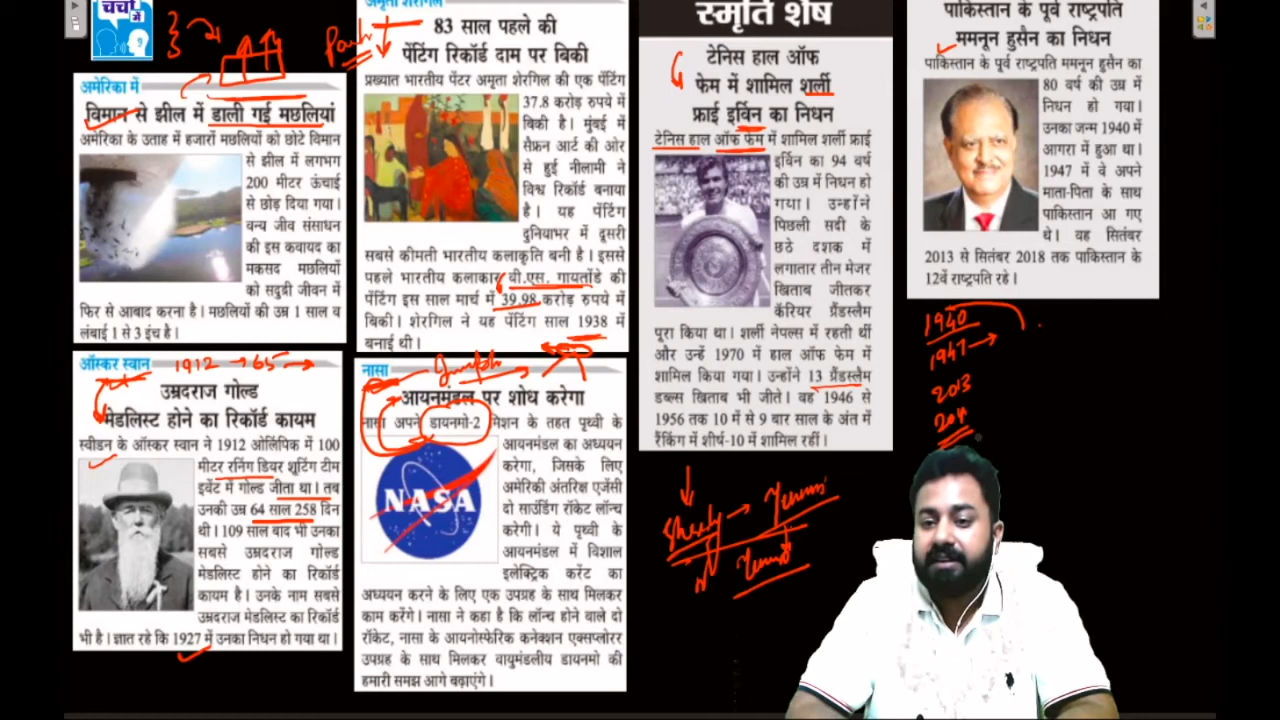 चर्चा में
अमेरिका में
विमान से झील में डाली गई मछलियां
अमेरिका के उताह में हजारों मछलियों को छोटे विमान
से झील में लगभग
200 मीटर ऊंचाई
से छोड़ दिया गया।
वन्य जीव संसाधन
की इस कवायद का
मकसद मछलियों
को सदुद्री जीवन में
फिर से आबाद करना है। मछलियों की उम्र 1 साल व
लंबाई 1 से 3 इंच है।
ऑस्कर स्वान
1912 → 65 →
उम्रदराज गोल्ड
मेडलिस्ट होने का रिकॉर्ड कायम
स्वीडन के ऑस्कर स्वान ने 1912 ओलिंपिक में 100
मीटर रनिंग डियर शूटिंग टीम
इवेंट में गोल्ड जीता था। तब
उनकी उम्र 64 साल 258 दिन
थी। 109 साल बाद भी उनका
सबसे उम्रदराज गोल्ड
मेडलिस्ट होने का रिकॉर्ड
कायम है। उनके नाम सबसे
उम्रदराज मेडलिस्ट का रिकॉर्ड
भी है। ज्ञात रहे कि 1927 में उनका निधन हो गया था।
अमृता शेरगिल
83 साल पहले की
पेंटिंग रिकॉर्ड दाम पर बिकी
प्रख्यात भारतीय पेंटर अमृता शेरगिल की एक पेंटिंग
37.8 करोड़ रुपये में
बिकी है। मुंबई में
सैफ्रन आर्ट की ओर
से हुई नीलामी ने
विश्व रिकॉर्ड बनाया
है। यह पेंटिंग
दुनियाभर में दूसरी
सबसे कीमती भारतीय कलाकृति बनी है। इससे
पहले भारतीय कलाकार वी.एस. गायतोंडे की
पेंटिंग इस साल मार्च में 39.98 करोड़ रुपये में
बिकी। शेरगिल ने यह पेंटिंग साल 1938 में
बनाई थी।
नासा
आयनमंडल पर शोध करेगा
नासा अपने डायनमो-2 मिशन के तहत पृथ्वी के
आयनमंडल का अध्ययन
करेगा, जिसके लिए
अमेरिकी अंतरिक्ष एजेंसी
दो साउंडिंग रॉकेट लॉन्च
करेगी। ये पृथ्वी के
आयनमंडल में विशाल
इलेक्ट्रिक करेंट का
NASA
अध्ययन करने के लिए एक उपग्रह के साथ मिलकर
काम करेंगे। नासा ने कहा है कि लॉन्च होने वाले दो
रॉकेट, नासा के आयनोस्फेरिक कनेक्शन एक्सप्लोरर
उपग्रह के साथ मिलकर वायुमंडलीय डायनमो की
हमारी समझ आगे बढ़ाएंगे।
स्मृति शेष
टेनिस हाल ऑफ
फेम में शामिल शर्ली
फ्राई इर्विन का निधन
टेनिस हाल ऑफ फेम में शामिल शर्ली फ्राई
इर्विन का 94 वर्ष
की उम्र में निधन हो
गया। उन्होंने
पिछली सदी के
छठे दशक में
लगातार तीन मेजर
खिताब जीतकर
कॅरियर ग्रैंडस्लैम
पूरा किया था। शर्ली नेपल्स में रहती थीं
और उन्हें 1970 में हाल ऑफ फेम में
शामिल किया गया। उन्होंने 13 ग्रैंडस्लैम
डब्ल्स खिताब भी जीते। वह 1946 से
1956 तक 10 में से 9 बार साल के अंत में
रैंकिंग में शीर्ष-10 में शामिल रहीं।
पाकिस्तान के पूर्व राष्ट्रपति
ममनून हुसैन का निधन
पाकिस्तान के पूर्व राष्ट्रपति ममनून हुसैन का
80 वर्ष की उम्र में
निधन हो गया।
उनका जन्म 1940 में
आगरा में हुआ था।
1947 में वे अपने
माता-पिता के साथ
पाकिस्तान आ गए
थे। वह सितंबर
2013 से सितंबर 2018 तक पाकिस्तान के
12वें राष्ट्रपति रहे।
1940
1947 →
2013